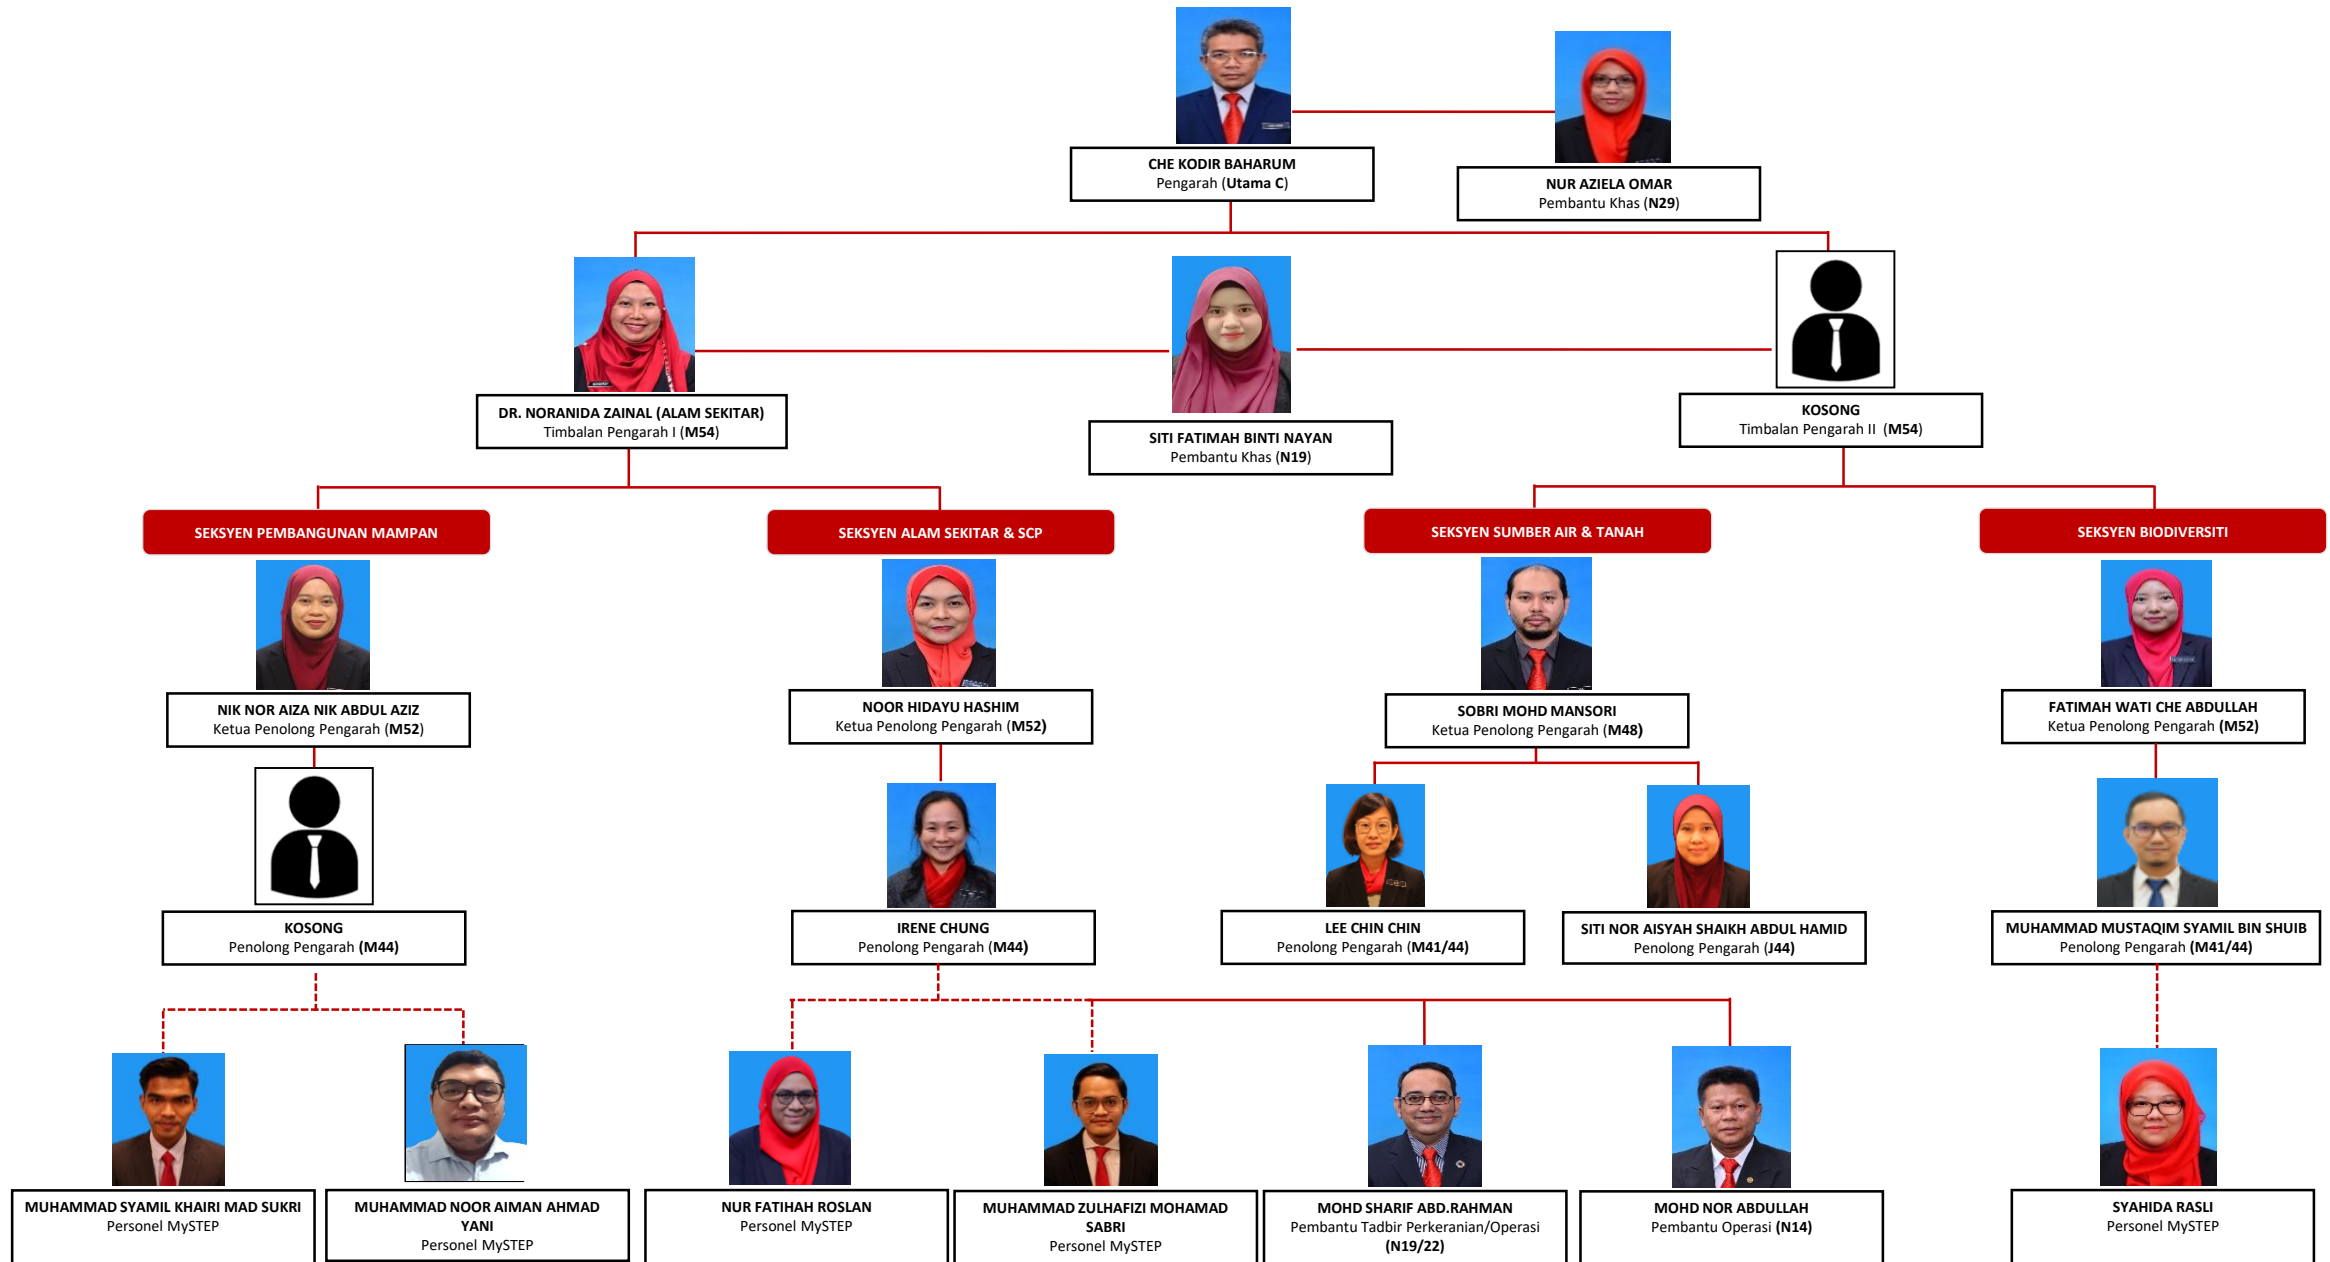 CHE KODIR BAHARUM
Pengarah (Utama C)
NUR AZIELA OMAR
Pembantu Khas (N29)
DR. NORANIDA ZAINAL (ALAM SEKITAR)
Timbalan Pengarah I (M54)
SITI FATIMAH BINTI NAYAN
Pembantu Khas (N19)
KOSONG
Timbalan Pengarah II (M54)
SEKSYEN PEMBANGUNAN MAMPAN
SEKSYEN ALAM SEKITAR & SCP
SEKSYEN SUMBER AIR & TANAH
SEKSYEN BIODIVERSITI
NIK NOR AIZA NIK ABDUL AZIZ
Ketua Penolong Pengarah (M52)
NOOR HIDAYU HASHIM
Ketua Penolong Pengarah (M52)
SOBRI MOHD MANSORI
Ketua Penolong Pengarah (M48)
FATIMAH WATI CHE ABDULLAH
Ketua Penolong Pengarah (M52)
KOSONG
Penolong Pengarah (M44)
IRENE CHUNG
Penolong Pengarah (M44)
LEE CHIN CHIN
Penolong Pengarah (M41/44)
SITI NOR AISYAH SHAIKH ABDUL HAMID
Penolong Pengarah (J44)
MUHAMMAD MUSTAQIM SYAMIL BIN SHUIB
Penolong Pengarah (M41/44)
MUHAMMAD SYAMIL KHAIRI MAD SUKRI
Personel MySTEP
MUHAMMAD NOOR AIMAN AHMAD
YANI
Personel MySTEP
NUR FATIHAH ROSLAN
Personel MySTEP
MUHAMMAD ZULHAFIZI MOHAMAD
SABRI
Personel MySTEP
MOHD SHARIF ABD.RAHMAN
Pembantu Tadbir Perkeranian/Operasi
(N19/22)
MOHD NOR ABDULLAH
Pembantu Operasi (N14)
SYAHIDA RASLI
Personel MySTEP